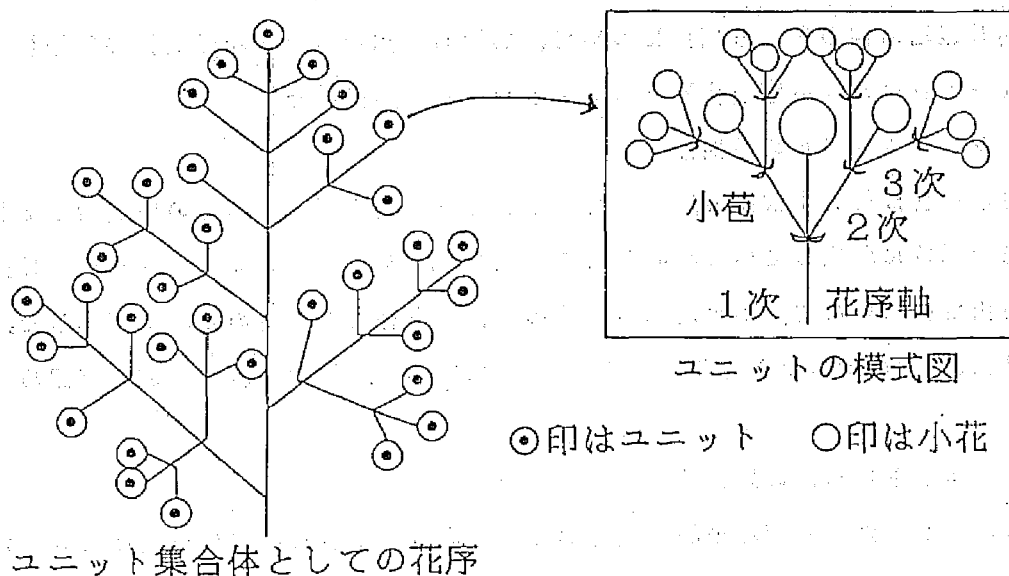 小苞
3次
2次
1次 花序軸
ユニットの模式図
⊙印はユニット ○印は小花
ユニット集合体としての花序